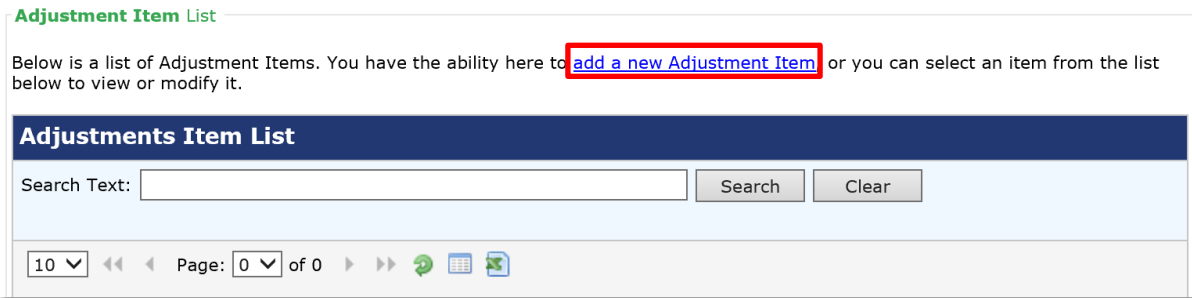 Adjustment Item List
Below is a list of Adjustment Items. You have the ability here to add a new Adjustment Item, or you can select an item from the list
below to view or modify it.
Adjustments Item List
Search Text: Search Clear
10 Page: 0 of 0